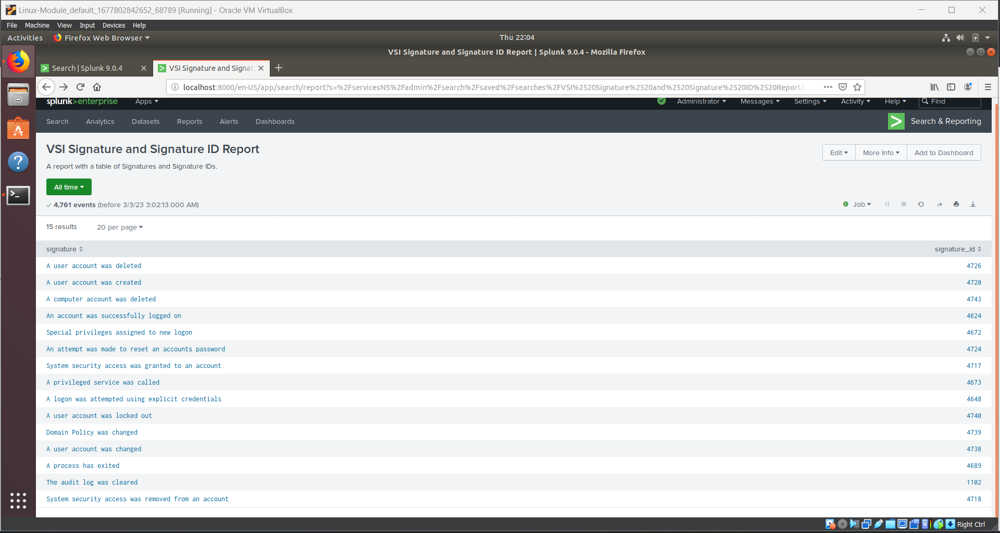 Linux-Module_default_1677802842652_68789 [Running] - Oracle VM VirtualBox
File Machine View Input Devices Help
Activities Firefox Web Browser Thu 22:04
VSI Signature and Signature ID Report | Splunk 9.0.4 - Mozilla Firefox
Search | Splunk 9.0.4 VSI Signature and Signat
localhost:8000/en-US/app/search/report?s=%2FservicesNS%2Fadmin%2Fsearch%2Fsaved%2Fsearches%2FVSI%2520Signature%2520and%2520Signature%2520ID%2520Report
splunk>enterprise Apps Administrator Messages Settings Activity Help Find
Search Analytics Datasets Reports Alerts Dashboards Search & Reporting
VSI Signature and Signature ID Report
Edit More Info Add to Dashboard
A report with a table of Signatures and Signature IDs.
All time
4,761 events (before 3/3/23 3:02:13.000 AM) Job
15 results 20 per page
signature signature_id
A user account was deleted 4726
A user account was created 4720
A computer account was deleted 4743
An account was successfully logged on 4624
Special privileges assigned to new logon 4672
An attempt was made to reset an accounts password 4724
System security access was granted to an account 4717
A privileged service was called 4673
A logon was attempted using explicit credentials 4648
A user account was locked out 4740
Domain Policy was changed 4739
A user account was changed 4738
A process has exited 4689
The audit log was cleared 1102
System security access was removed from an account 4718
Right Ctrl